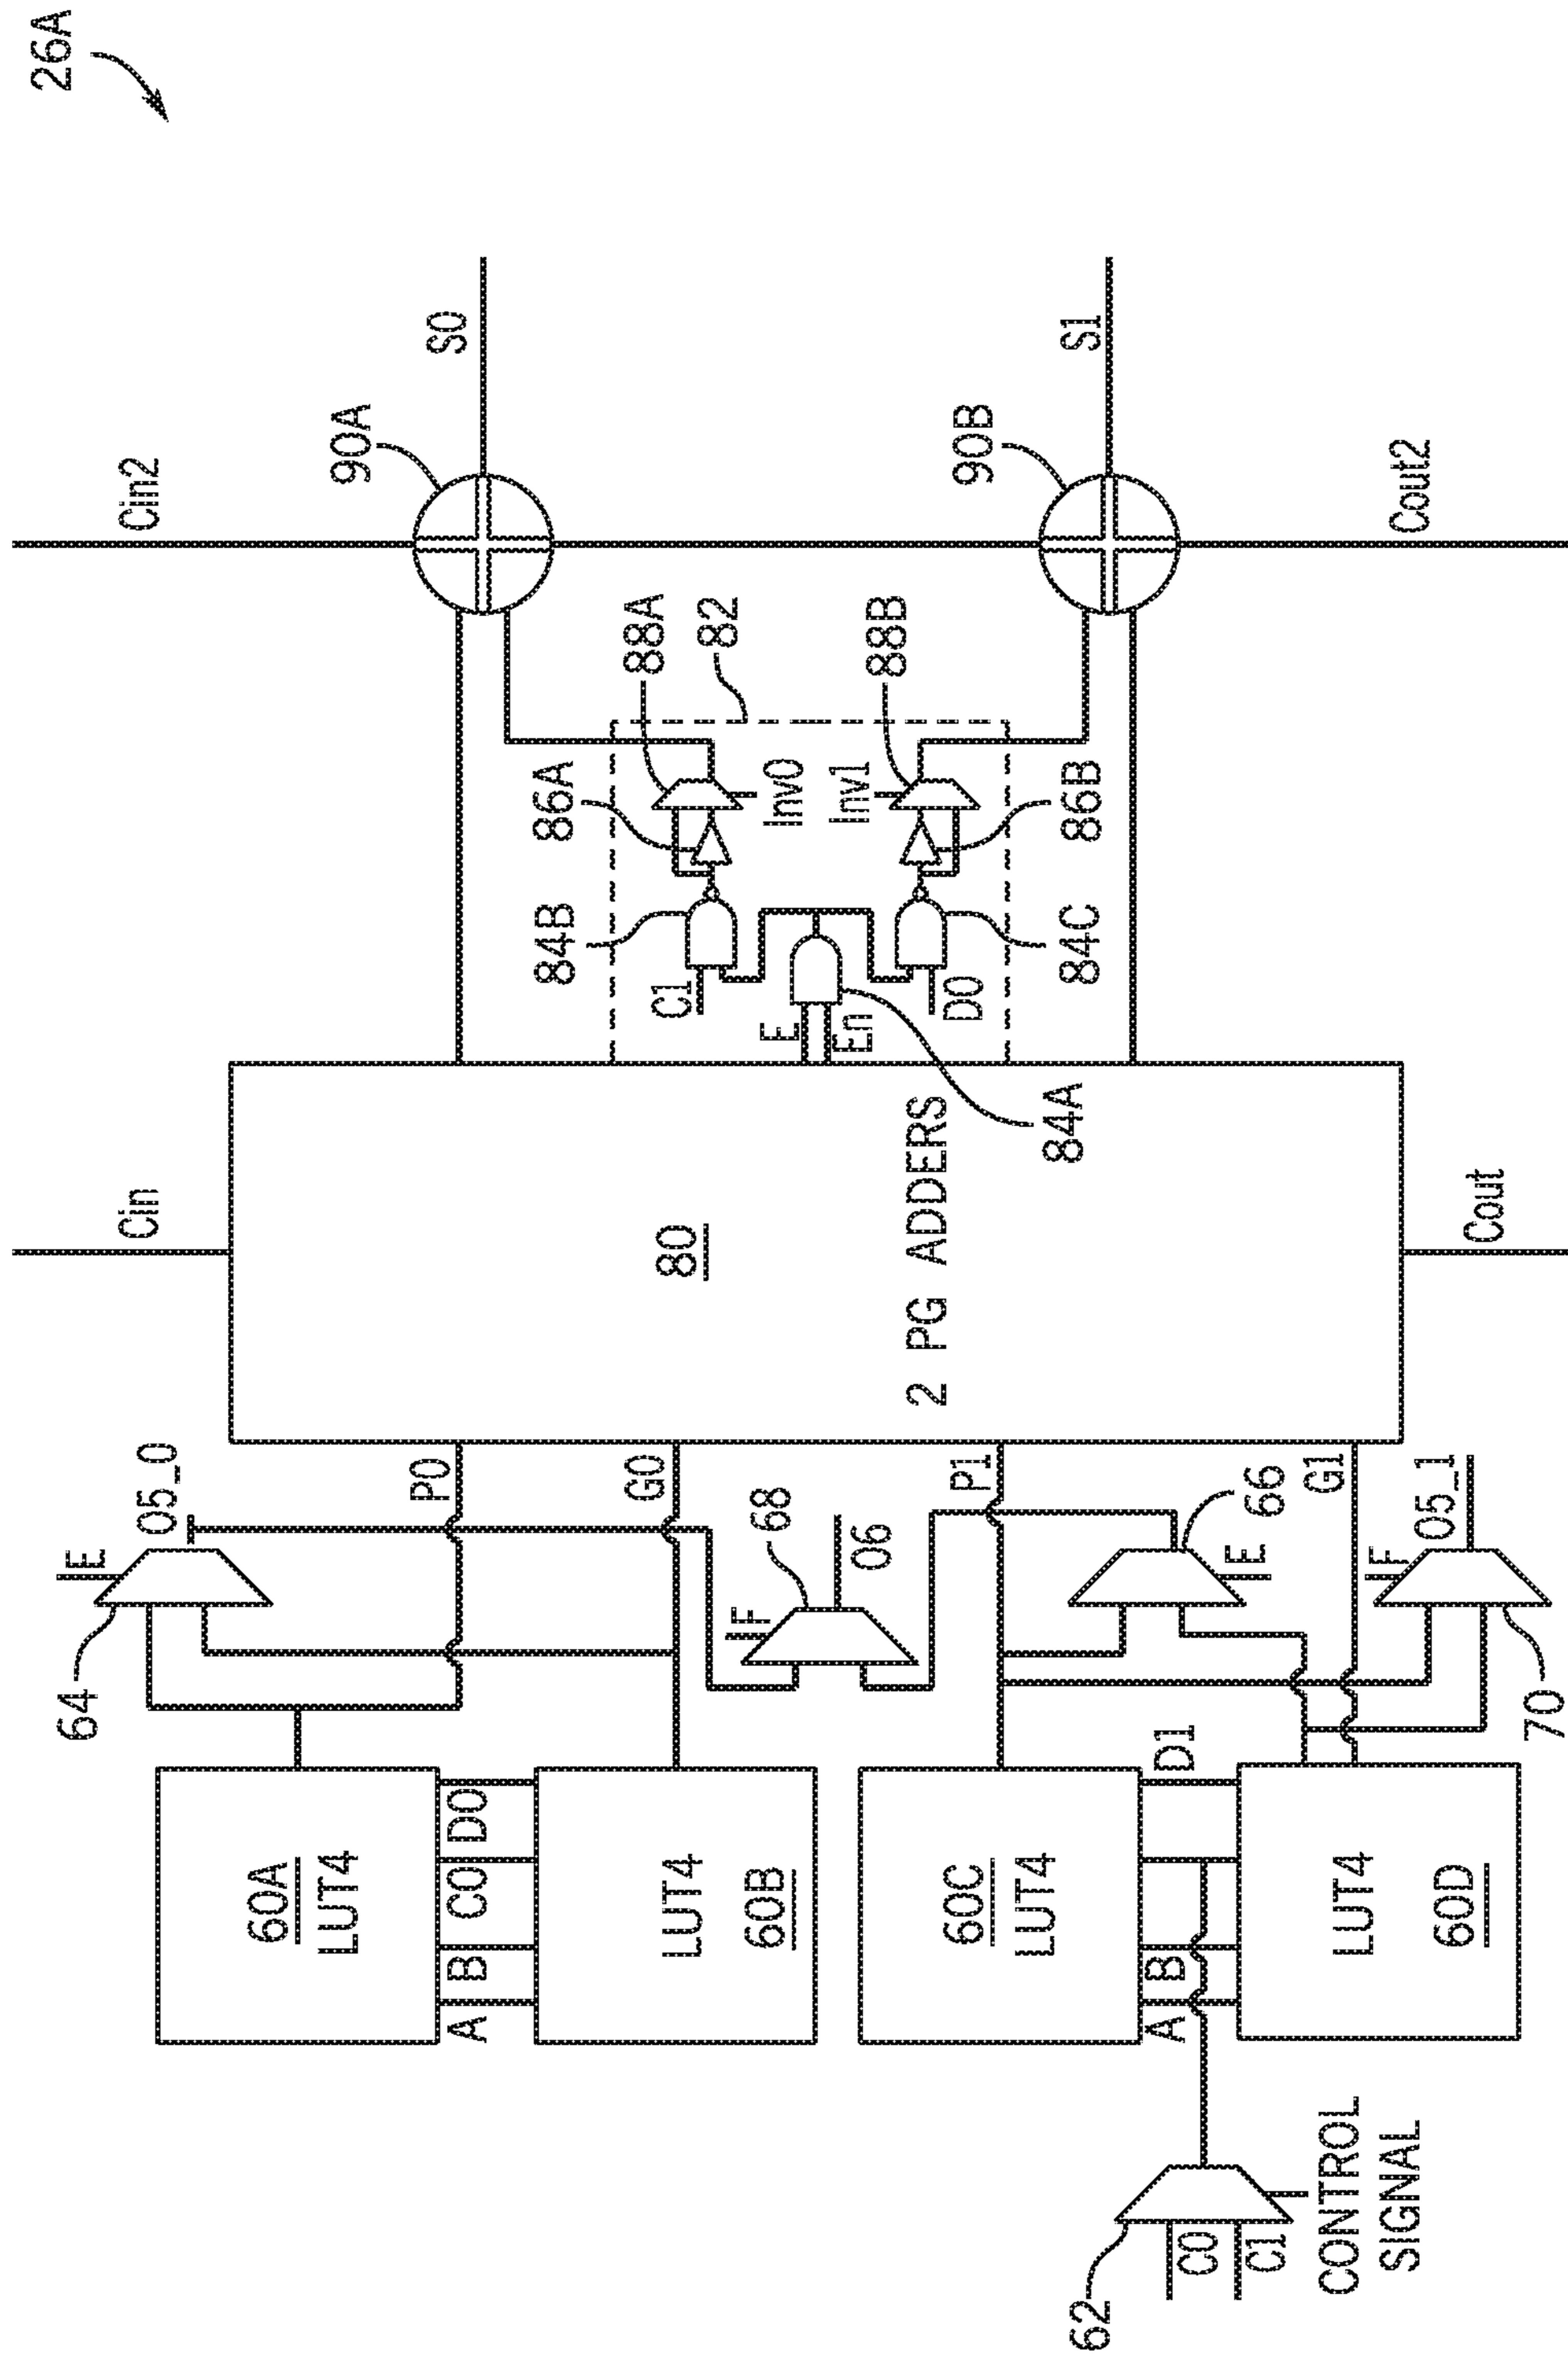 26A
64
E
O5_0
Cin
Cin2
60A
LUT4
P0
90A
S0
A
B
C0
D0
G0
84B
86A
88A
C1
82
LUT4
60B
F
68
O6
80
E
En
Inv0
Inv1
2 PG ADDERS
D0
88B
60C
LUT4
P1
84A
84C
86B
90B
S1
62
C0
C1
A
B
D1
E
66
CONTROL
SIGNAL
LUT4
60D
G1
F
O5_1
70
Cout
Cout2